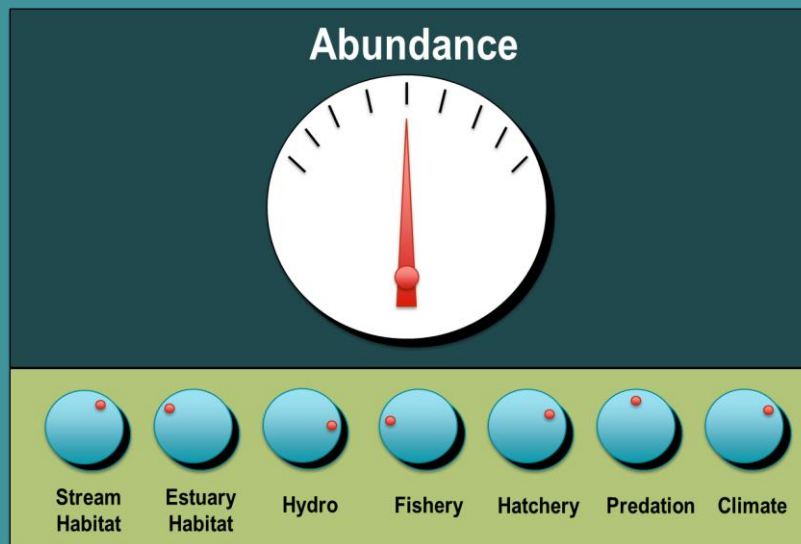 Abundance
Stream
Habitat
Estuary
Habitat
Hydro
Fishery
Hatchery
Predation
Climate